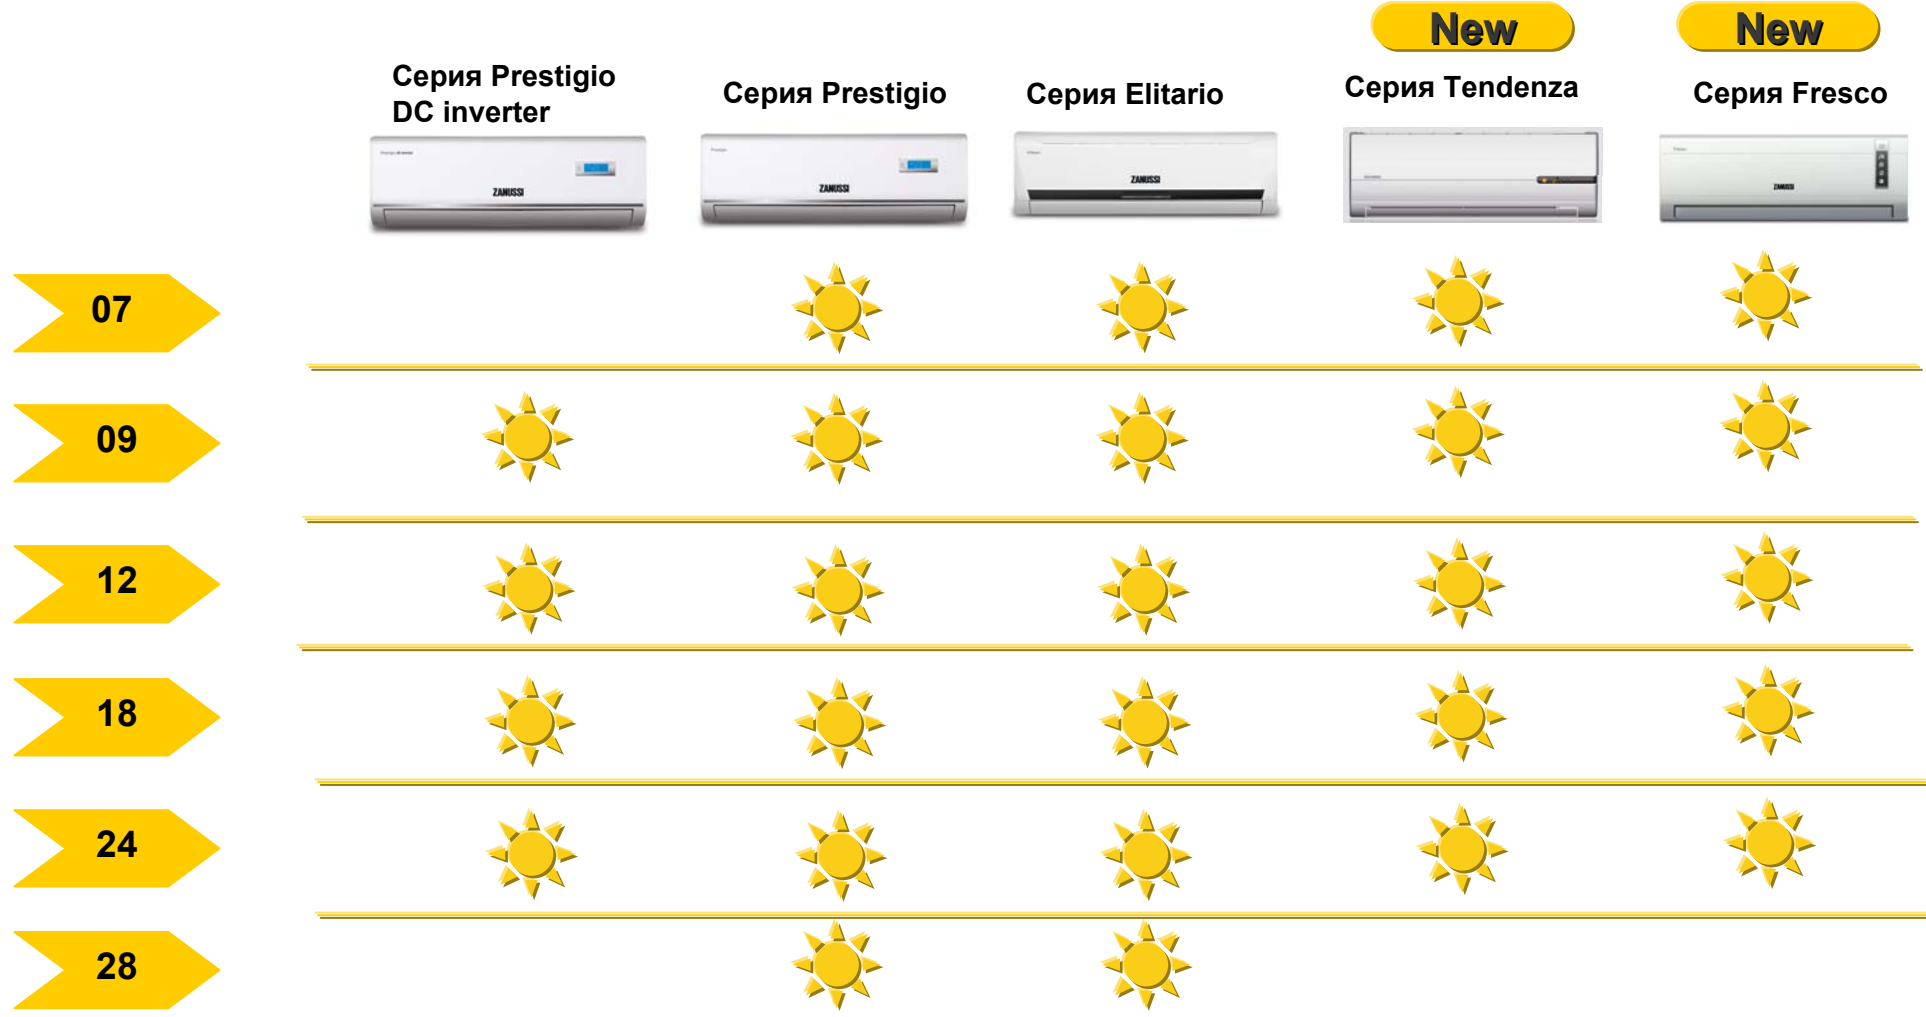 New
New
Серия Prestigio
DC inverter
Серия Prestigio
Серия Elitario
Серия Tendenza
Серия Fresco
ZANUSSI
ZANUSSI
ZANUSSI
ZANUSSI
07
09
12
18
24
28